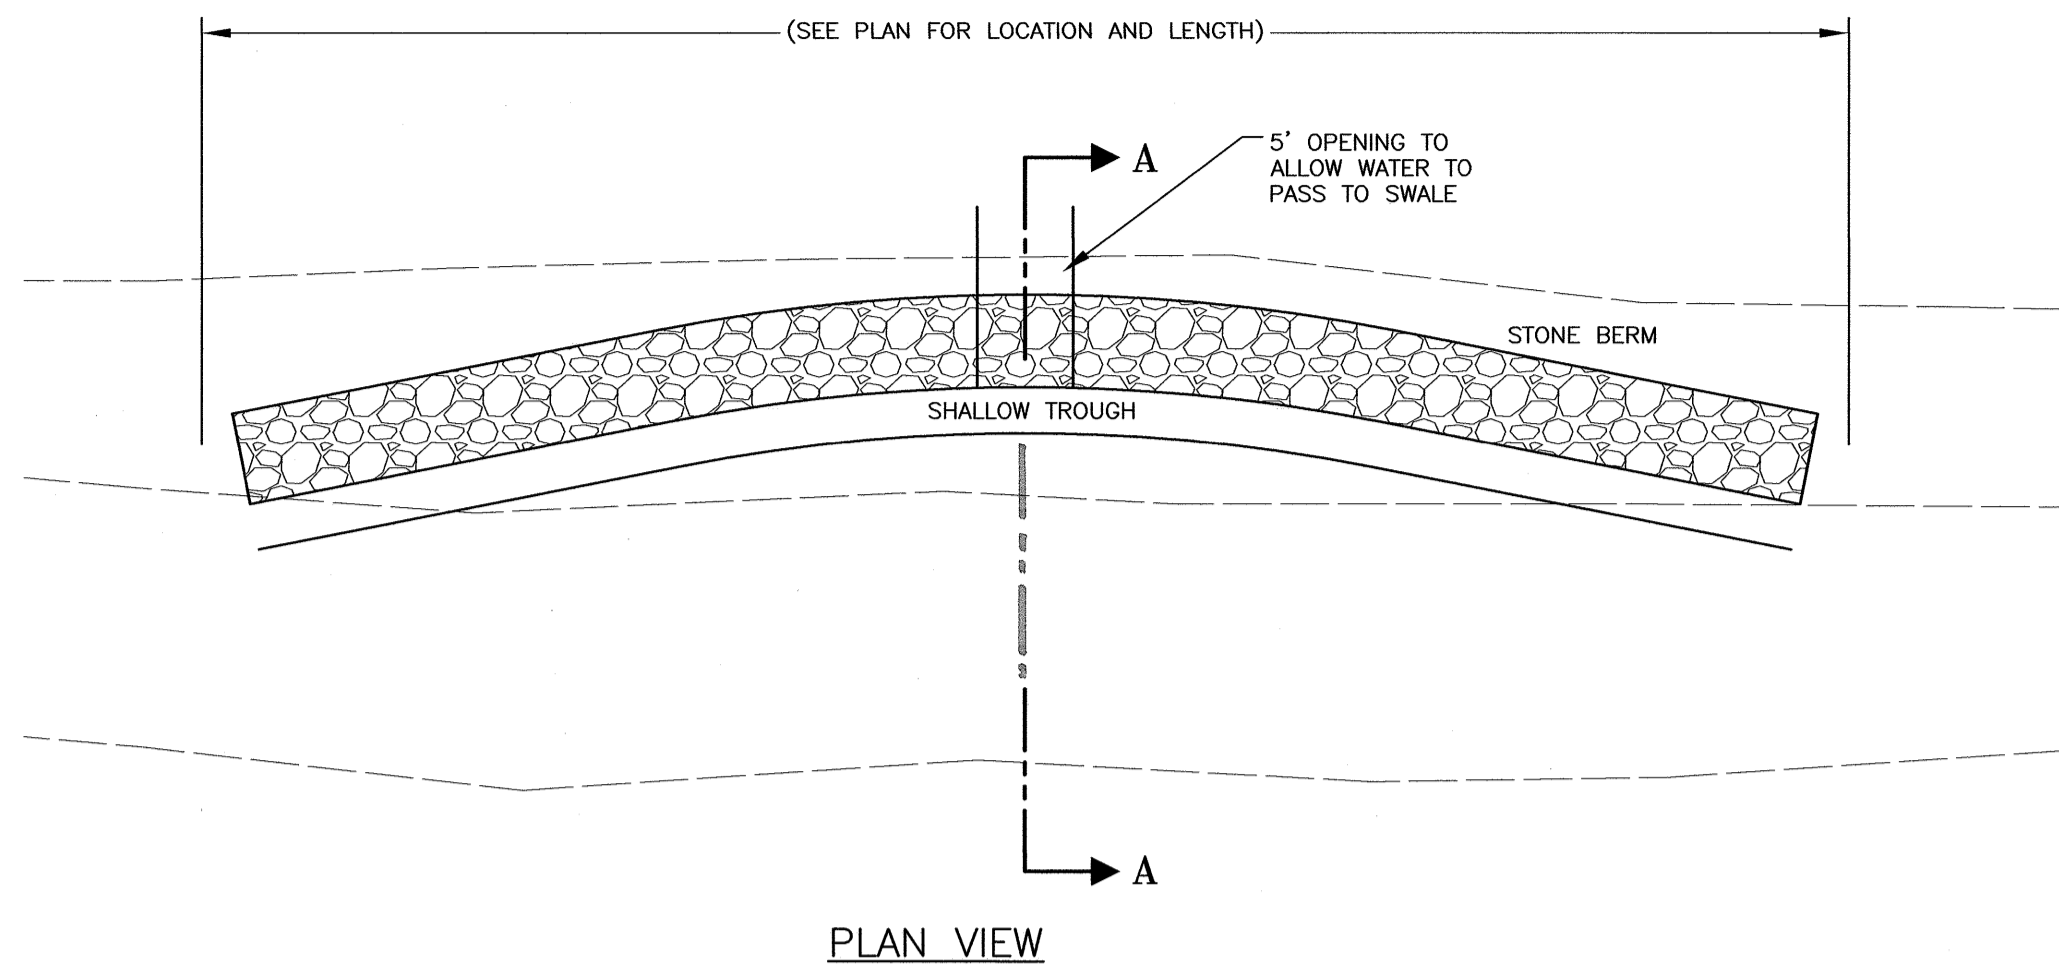 (SEE PLAN FOR LOCATION AND LENGTH)
A
5' OPENING TO
ALLOW WATER TO
PASS TO SWALE
STONE BERM
SHALLOW TROUGH
A
PLAN VIEW